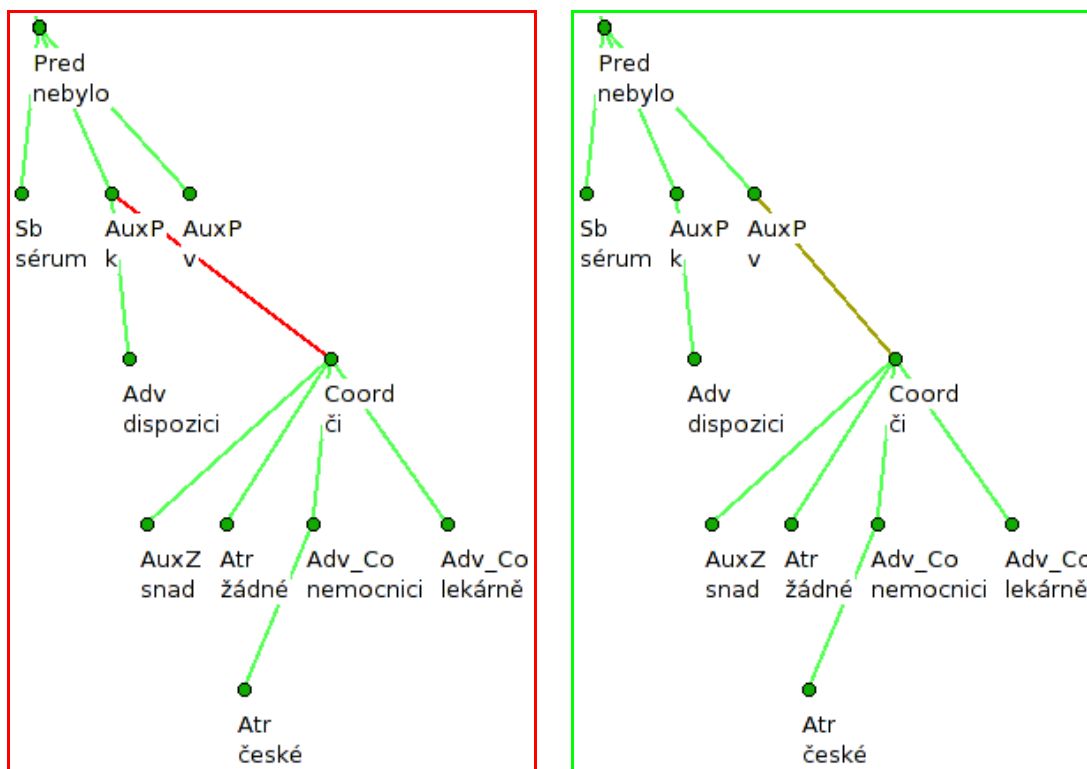 Pred
nebylo
Sb AuxP AuxP
sérum k v
Adv Coord
dispozici či
AuxZ Atr Adv_Co Adv_Co
snad žádné nemocnici lekárně
Atr
české
Pred
nebylo
Sb AuxP AuxP
sérum k v
Adv Coord
dispozici či
AuxZ Atr Adv_Co Adv_Co
snad žádné nemocnici lekárně
Atr
české